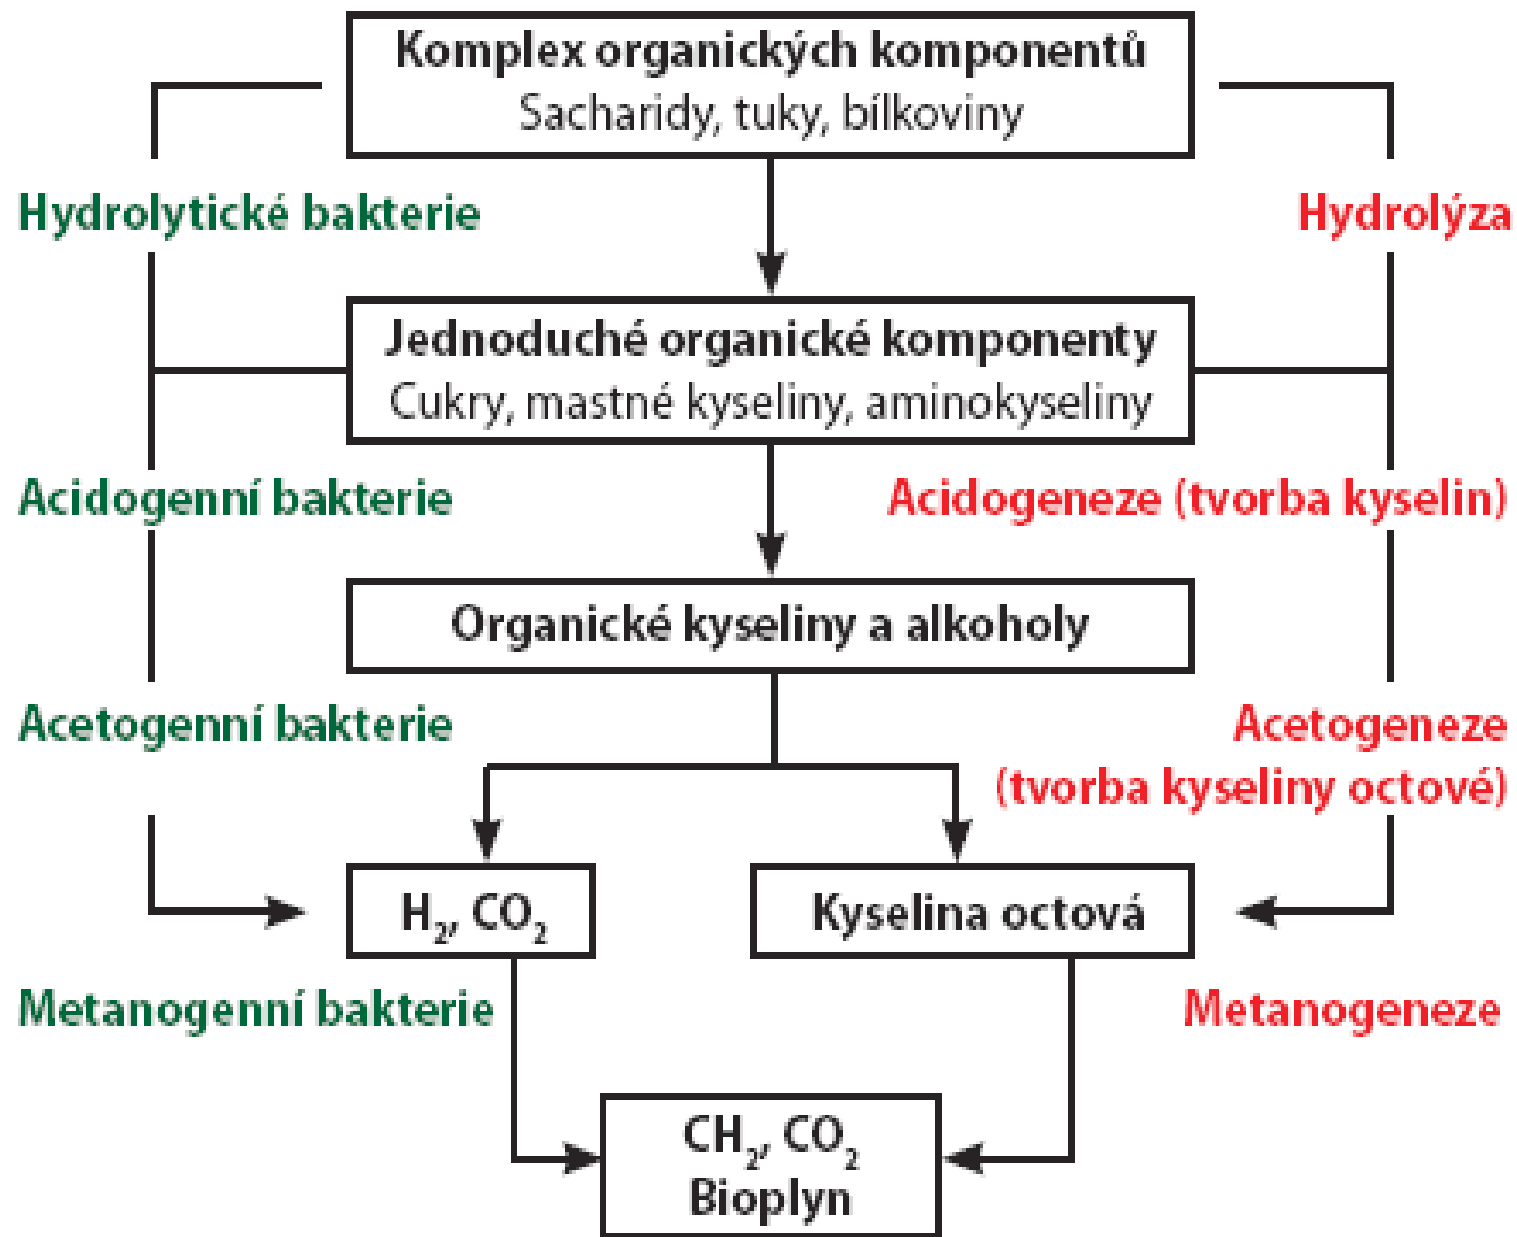 Komplex organických komponentů
Sacharidy, tuky, bílkoviny
Hydrolytické bakterie
Hydrolýza
Jednoduché organické komponenty
Cukry, mastné kyseliny, aminokyseliny
Acidogenní bakterie
Acidogeneze (tvorba kyselin)
Organické kyseliny a alkoholy
Acetogenní bakterie
Acetogeneze
(tvorba kyseliny octové)
H₂, CO₂
Kyselina octová
Metanogenní bakterie
Metanogeneze
CH₂, CO₂
Bioplyn